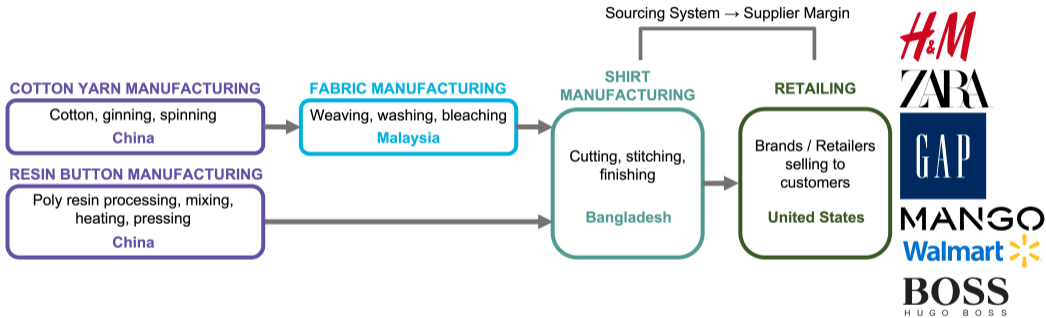 Sourcing System → Supplier Margin
COTTON YARN MANUFACTURING
Cotton, ginning, spinning
China
FABRIC MANUFACTURING
Weaving, washing, bleaching
Malaysia
RESIN BUTTON MANUFACTURING
Poly resin processing, mixing,
heating, pressing
China
SHIRT
MANUFACTURING
Cutting, stitching,
finishing
Bangladesh
RETAILING
Brands / Retailers
selling to
customers
United States
H&M
ZARA
GAP
MANGO
Walmart
BOSS
HUGO BOSS